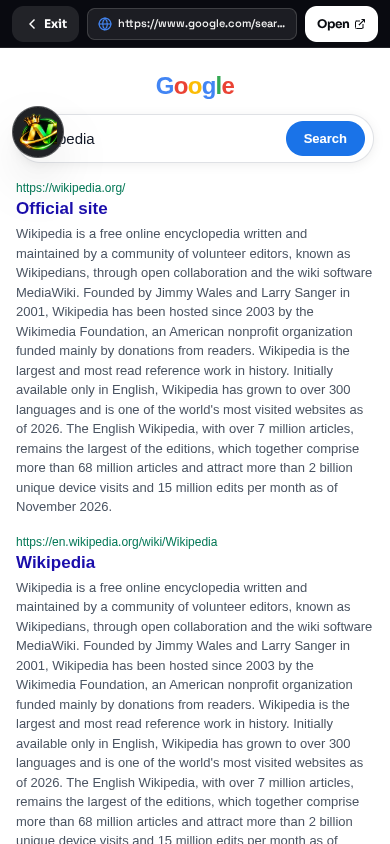 Exit
https://www.google.com/sear...
Open
Google
pedia
Search
https://wikipedia.org/
Official site
Wikipedia is a free online encyclopedia written and
maintained by a community of volunteer editors, known as
Wikipedians, through open collaboration and the wiki software
MediaWiki. Founded by Jimmy Wales and Larry Sanger in
2001, Wikipedia has been hosted since 2003 by the
Wikimedia Foundation, an American nonprofit organization
funded mainly by donations from readers. Wikipedia is the
largest and most read reference work in history. Initially
available only in English, Wikipedia has grown to over 300
languages and is one of the world's most visited websites as
of 2026. The English Wikipedia, with over 7 million articles,
remains the largest of the editions, which together comprise
more than 68 million articles and attract more than 2 billion
unique device visits and 15 million edits per month as of
November 2026.
https://en.wikipedia.org/wiki/Wikipedia
Wikipedia
Wikipedia is a free online encyclopedia written and
maintained by a community of volunteer editors, known as
Wikipedians, through open collaboration and the wiki software
MediaWiki. Founded by Jimmy Wales and Larry Sanger in
2001, Wikipedia has been hosted since 2003 by the
Wikimedia Foundation, an American nonprofit organization
funded mainly by donations from readers. Wikipedia is the
largest and most read reference work in history. Initially
available only in English, Wikipedia has grown to over 300
languages and is one of the world's most visited websites as
of 2026. The English Wikipedia, with over 7 million articles,
remains the largest of the editions, which together comprise
more than 68 million articles and attract more than 2 billion
unique device visits and 15 million edits per month as of